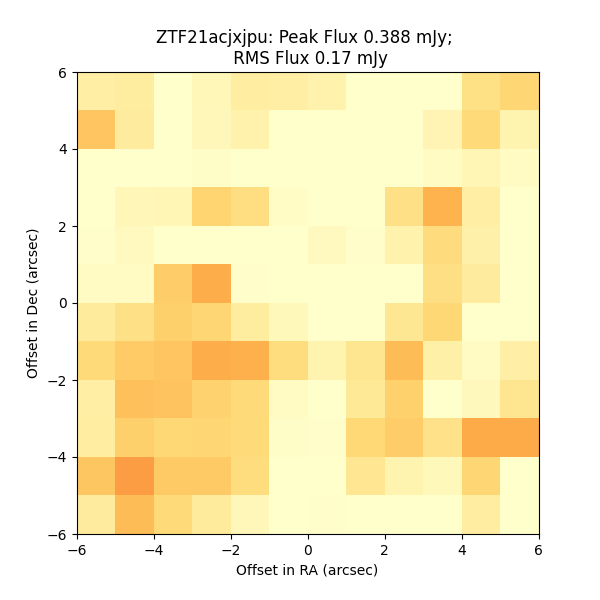 ZTF21acjxjpu: Peak Flux 0.388 mJy;
RMS Flux 0.17 mJy
6
4
2
0
−2
−4
−6
Offset in Dec (arcsec)
−6 −4 −2 0 2 4 6
Offset in RA (arcsec)